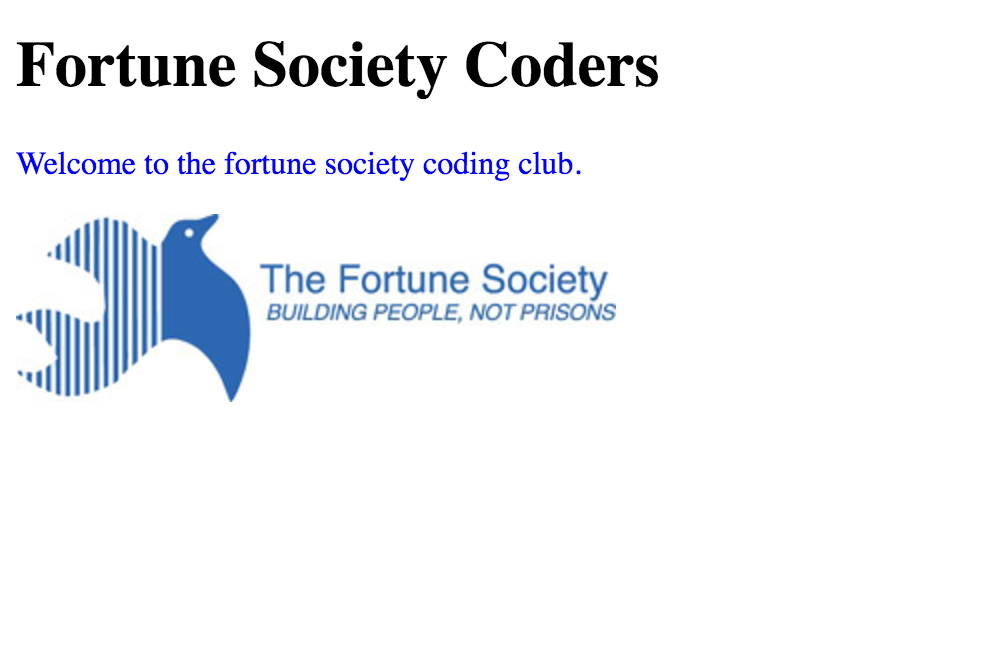 Fortune Society Coders
Welcome to the fortune society coding club.
The Fortune Society
BUILDING PEOPLE, NOT PRISONS